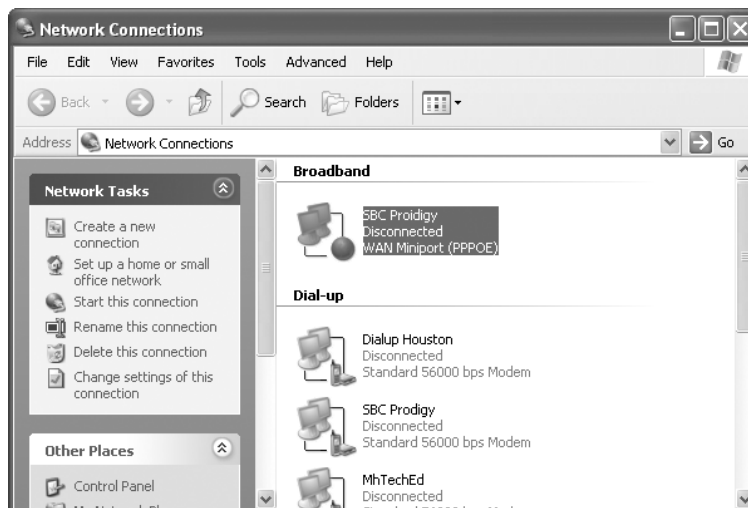 Network Connections
File Edit View Favorites Tools Advanced Help
Back Search Folders
Address Network Connections Go
Network Tasks
Create a new
connection
Set up a home or small
office network
Start this connection
Rename this connection
Delete this connection
Change settings of this
connection
Other Places
Control Panel
Broadband
SBC Proidigy
Disconnected
WAN Miniport (PPPOE)
Dial-up
Dialup Houston
Disconnected
Standard 56000 bps Modem
SBC Prodigy
Disconnected
Standard 56000 bps Modem
MhTechEd
Disconnected